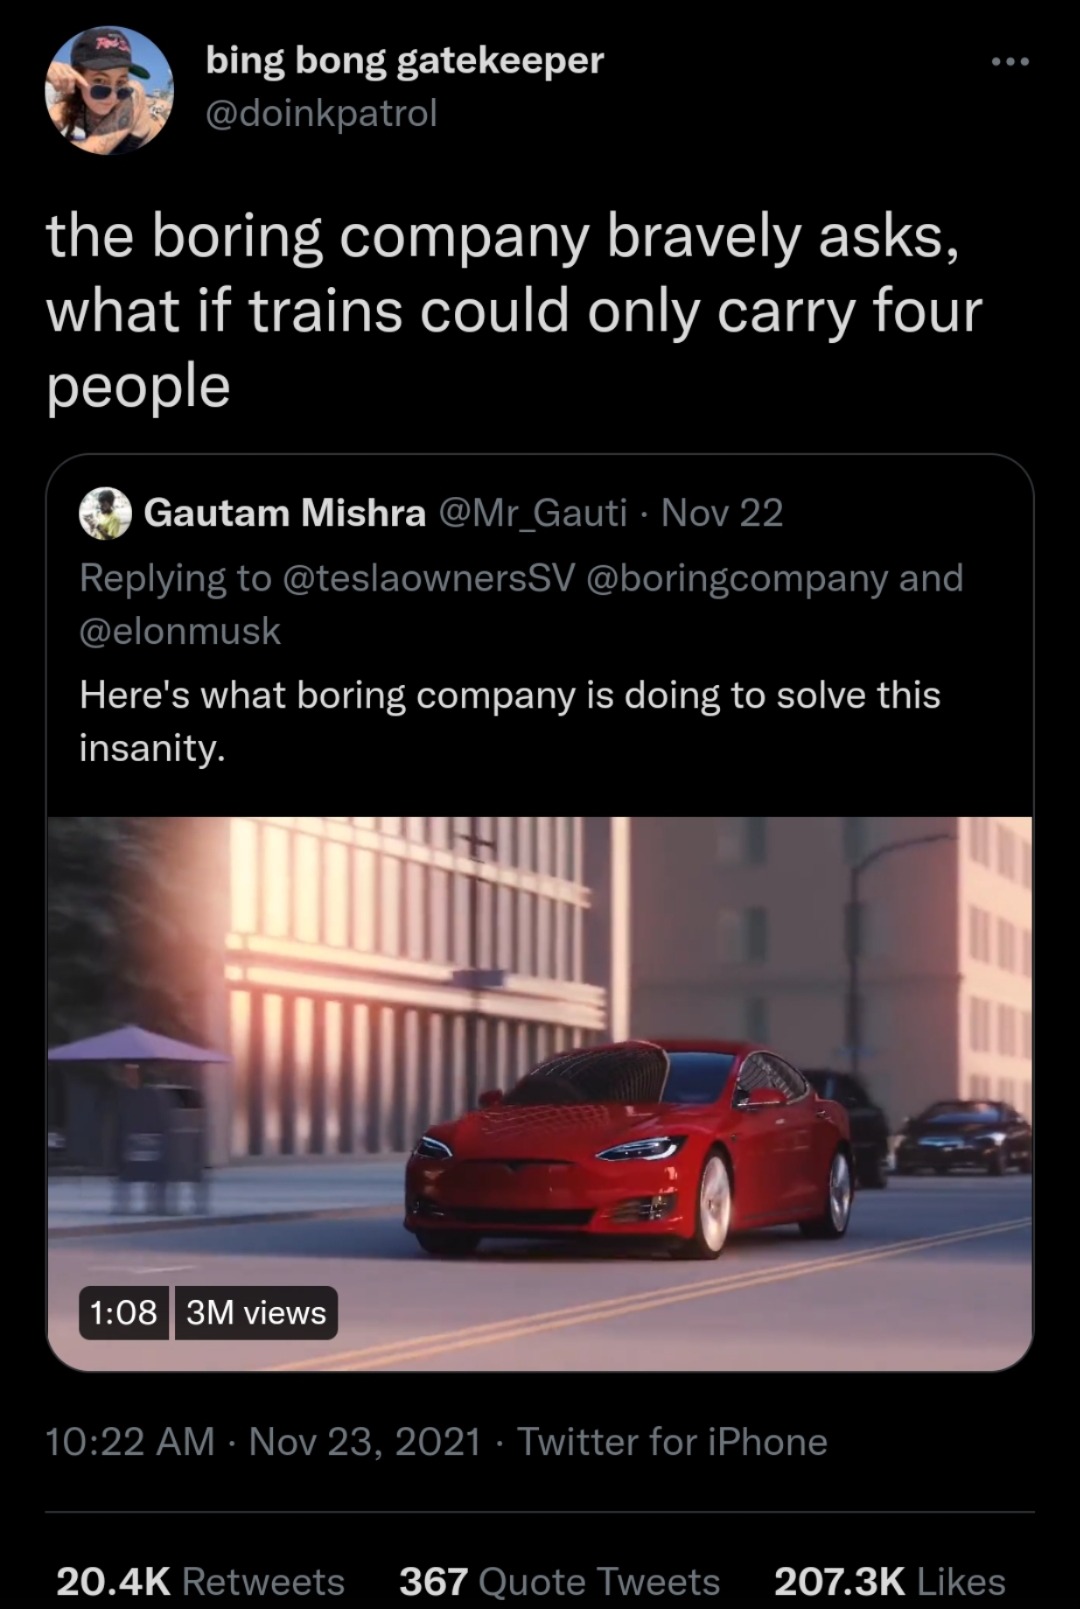 bing bong gatekeeper
@doinkpatrol
the boring company bravely asks,
what if trains could only carry four
people
Gautam Mishra @Mr_Gauti · Nov 22
Replying to @teslaownersSV @boringcompany and
@elonmusk
Here's what boring company is doing to solve this
insanity.
1:08 3M views
10:22 AM · Nov 23, 2021 · Twitter for iPhone
20.4K Retweets 367 Quote Tweets 207.3K Likes